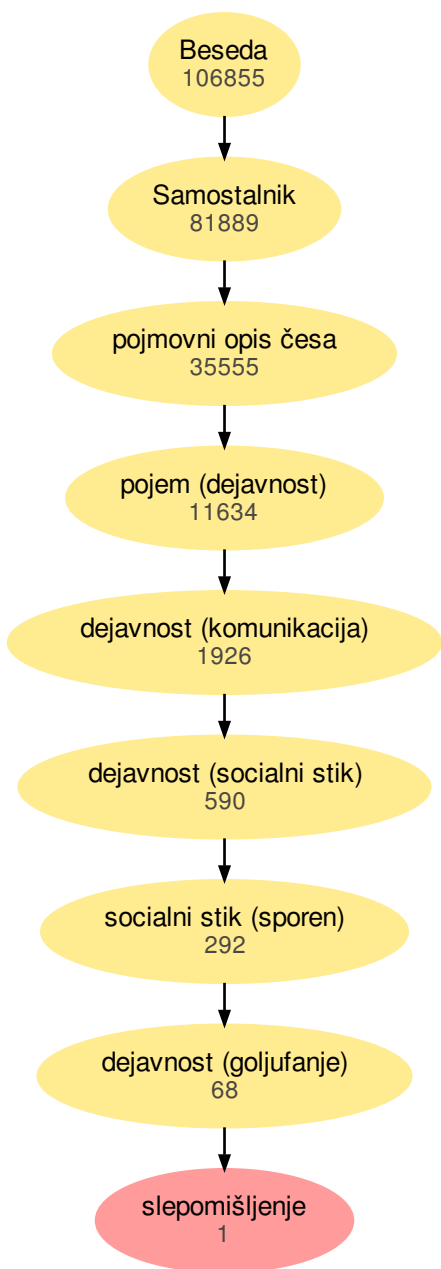 Beseda
106855
Samostalnik
81889
pojmovni opis česa
35555
pojem (dejavnost)
11634
dejavnost (komunikacija)
1926
dejavnost (socialni stik)
590
socialni stik (sporen)
292
dejavnost (goljufanje)
68
slepomišljenje
1